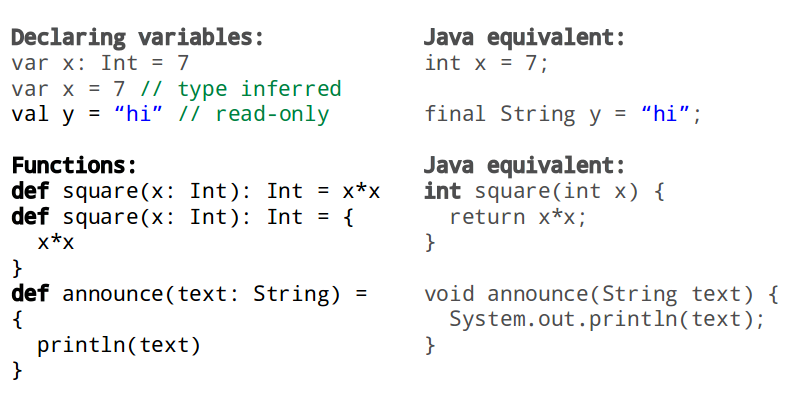 Declaring variables:
var x: Int = 7
var x = 7 // type inferred
val y = “hi” // read-only
Functions:
def square(x: Int): Int = x*x
def square(x: Int): Int = {
  x*x
}
def announce(text: String) =
{
  println(text)
}
Java equivalent:
int x = 7;
final String y = “hi”;
Java equivalent:
int square(int x) {
  return x*x;
}
void announce(String text) {
  System.out.println(text);
}